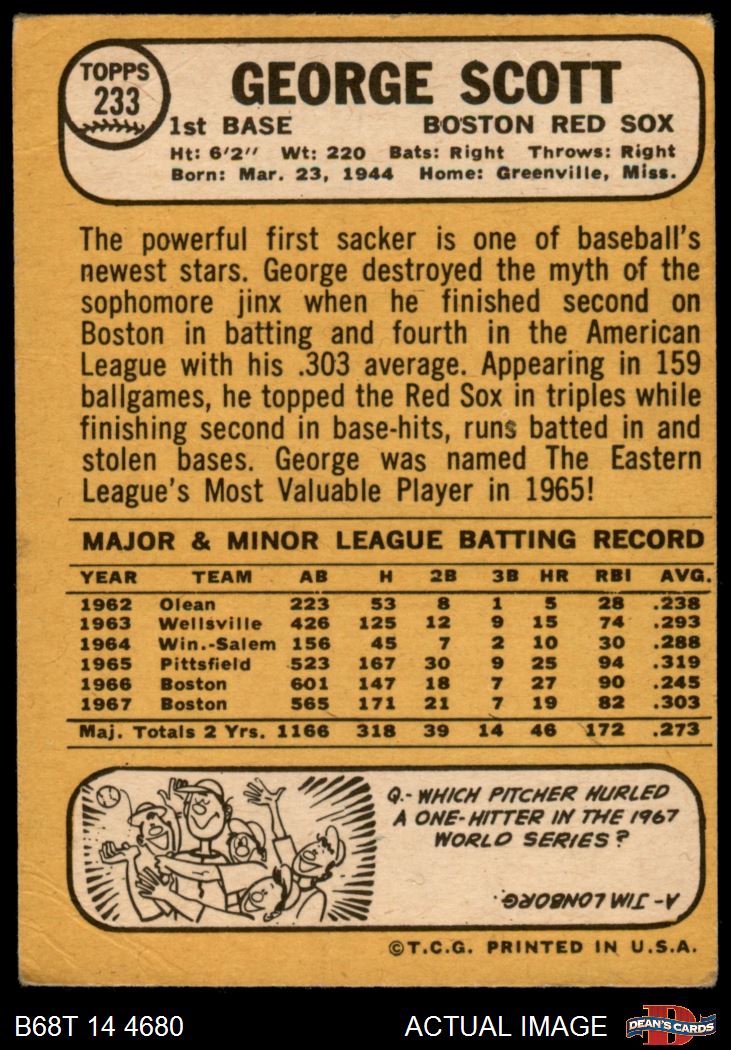 TOPPS
233
GEORGE SCOTT
1st BASE BOSTON RED SOX
Ht: 6'2'' Wt: 220 Bats: Right Throws: Right
Born: Mar. 23, 1944 Home: Greenville, Miss.
The powerful first sacker is one of baseball's
newest stars. George destroyed the myth of the
sophomore jinx when he finished second on
Boston in batting and fourth in the American
League with his .303 average. Appearing in 159
ballgames, he topped the Red Sox in triples while
finishing second in base-hits, runs batted in and
stolen bases. George was named The Eastern
League's Most Valuable Player in 1965!
MAJOR & MINOR LEAGUE BATTING RECORD
YEAR TEAM AB H 2B 3B HR RBI AVG.
1962 Olean 223 53 8 1 5 28 .238
1963 Wellsville 426 125 12 9 15 74 .293
1964 Win.-Salem 156 45 7 2 10 30 .288
1965 Pittsfield 523 167 30 9 25 94 .319
1966 Boston 601 147 18 7 27 90 .245
1967 Boston 565 171 21 7 19 82 .303
Maj. Totals 2 Yrs. 1166 318 39 14 46 172 .273
Q.- WHICH PITCHER HURLED
A ONE-HITTER IN THE 1967
WORLD SERIES?
A- JIM LONBORG.
©T.C.G. PRINTED IN U.S.A.
B68T 14 4680 ACTUAL IMAGE
D
DEAN'S CARDS